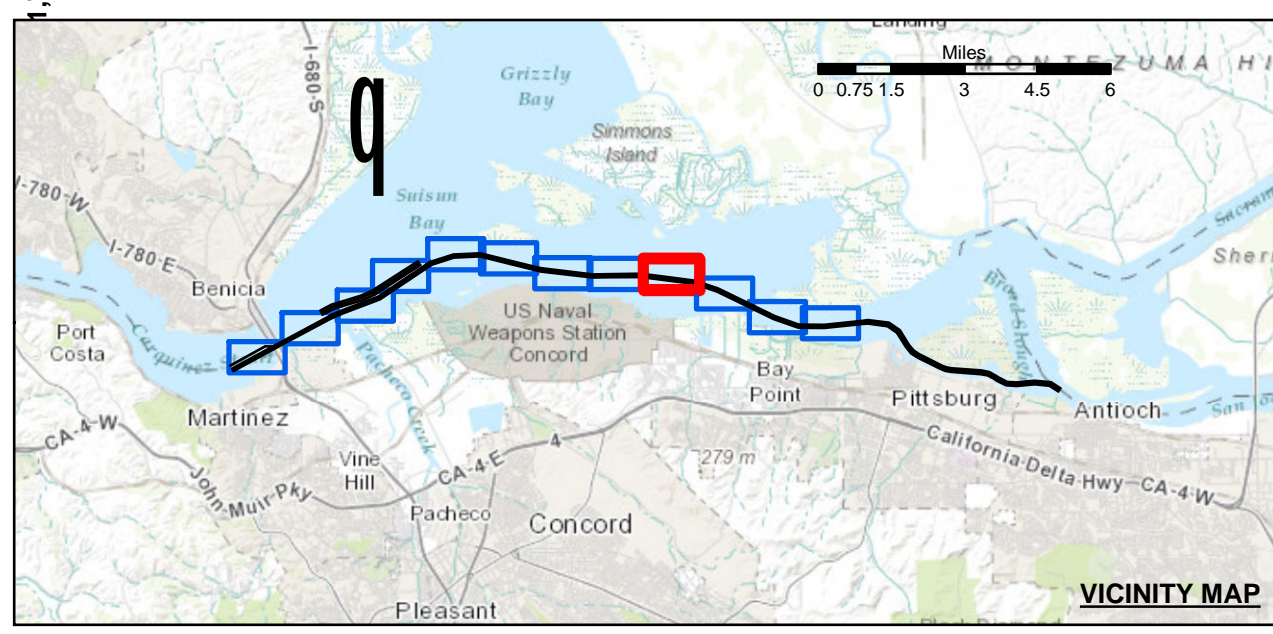 Landing
Miles
MONTEZUMA HI
0 0.75 1.5 3 4.5 6
I-680-S
q
Grizzly
Bay
Simmons
Island
I-780-W
Suisun
Bay
I-780-E
Benicia
Sacram
Sher
Broad Slough
Port
Costa
Carquinez
US Naval
Weapons Station
Concord
Pacheco Creek
Bay
Point
Pittsburg
Antioch
San
Martinez
CA-4-W
John-Muir-Pky
Vine
Hill
CA-4-E
4
279 m
California-Delta-Hwy
CA-4-W
Pacheco
Concord
Pleasant
VICINITY MAP